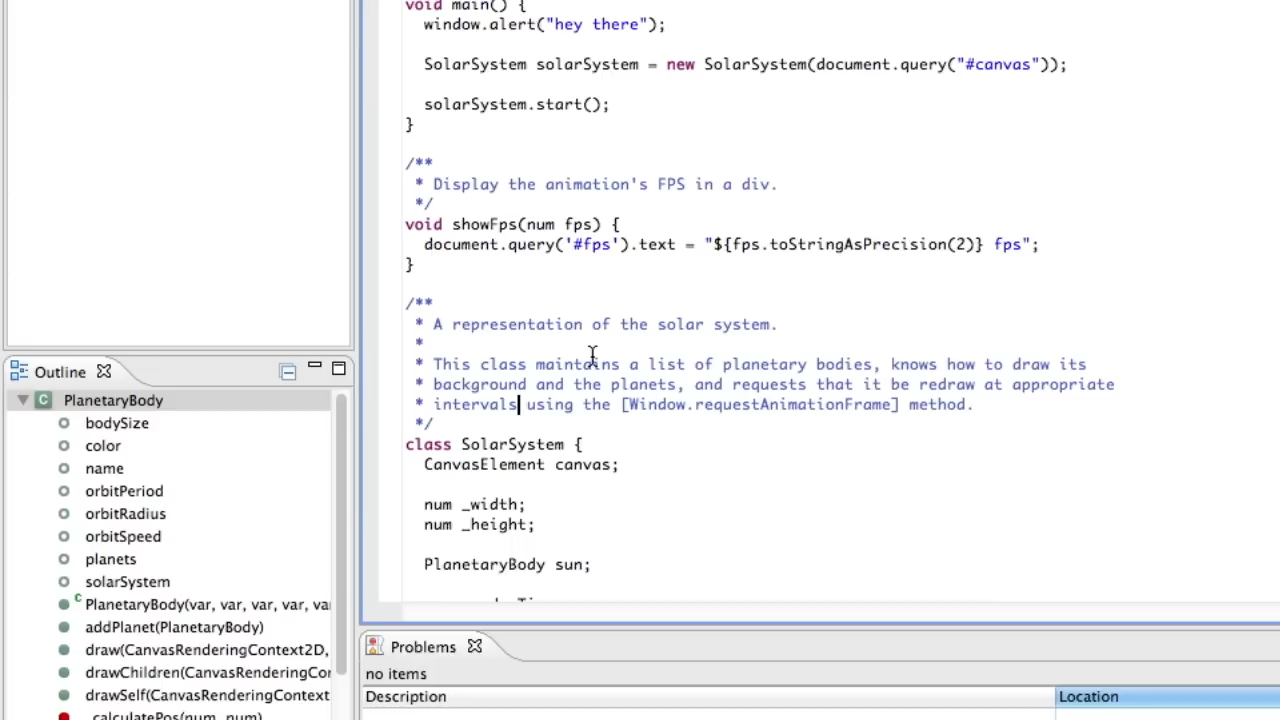 void main() {
window.alert("hey there");
SolarSystem solarSystem = new SolarSystem(document.query("#canvas"));
solarSystem.start();
}
/**
* Display the animation's FPS in a div.
*/
void showFps(num fps) {
document.query('#fps').text = "${fps.toStringAsPrecision(2)} fps";
}
/**
* A representation of the solar system.
*
* This class maintains a list of planetary bodies, knows how to draw its
* background and the planets, and requests that it be redraw at appropriate
* intervals using the [Window.requestAnimationFrame] method.
*/
class SolarSystem {
CanvasElement canvas;
num _width;
num _height;
PlanetaryBody sun;
Outline
C PlanetaryBody
bodySize
color
name
orbitPeriod
orbitRadius
orbitSpeed
planets
solarSystem
C PlanetaryBody(var, var, var, var, va
addPlanet(PlanetaryBody)
draw(CanvasRenderingContext2D,
drawChildren(CanvasRenderingCo
drawSelf(CanvasRenderingContext
_calculatePos(num, num)
Problems
no items
Description
Location